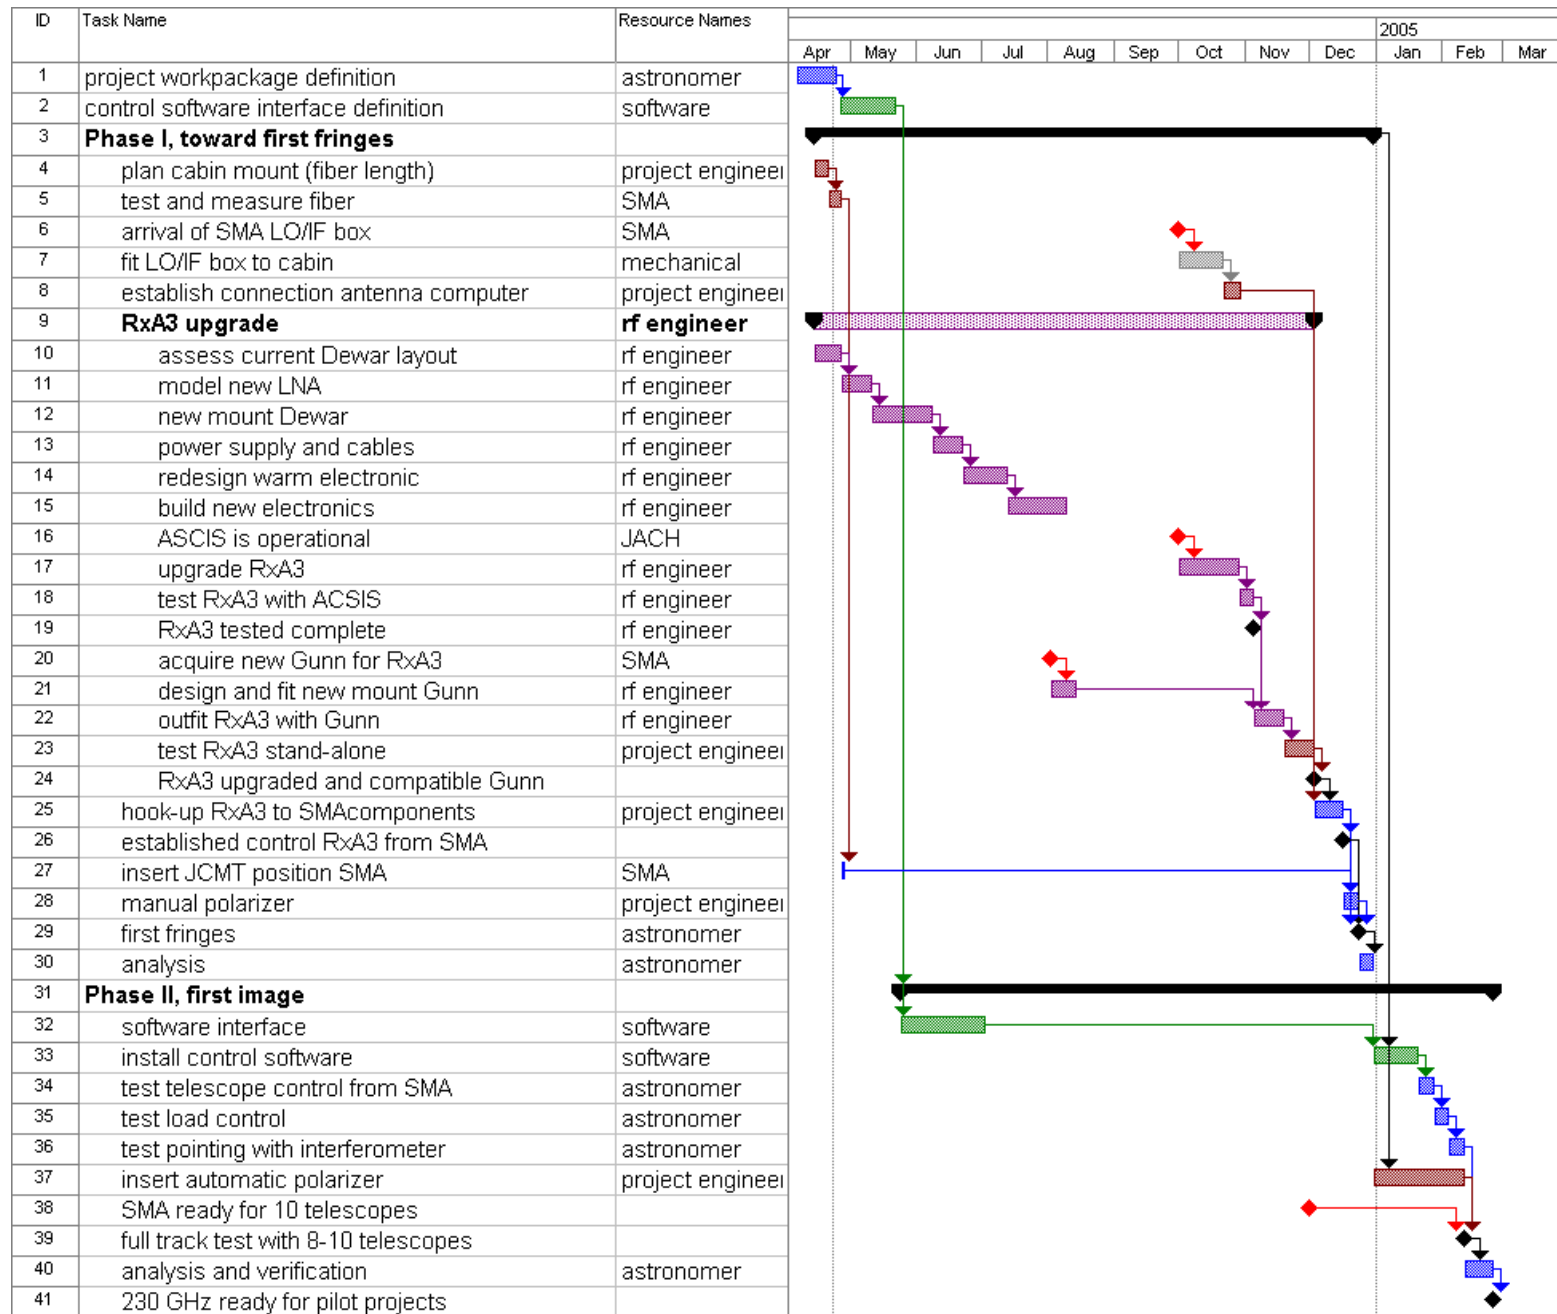 ID Task Name Resource Names
2005
Apr May Jun Jul Aug Sep Oct Nov Dec Jan Feb Mar
1 project workpackage definition astronomer
2 control software interface definition software
3 Phase I, toward first fringes
4 plan cabin mount (fiber length) project engineer
5 test and measure fiber SMA
6 arrival of SMA LO/IF box SMA
7 fit LO/IF box to cabin mechanical
8 establish connection antenna computer project engineer
9 RxA3 upgrade rf engineer
10 assess current Dewar layout rf engineer
11 model new LNA rf engineer
12 new mount Dewar rf engineer
13 power supply and cables rf engineer
14 redesign warm electronic rf engineer
15 build new electronics rf engineer
16 ASCIS is operational JACH
17 upgrade RxA3 rf engineer
18 test RxA3 with ACSIS rf engineer
19 RxA3 tested complete rf engineer
20 acquire new Gunn for RxA3 SMA
21 design and fit new mount Gunn rf engineer
22 outfit RxA3 with Gunn rf engineer
23 test RxA3 stand-alone project engineer
24 RxA3 upgraded and compatible Gunn
25 hook-up RxA3 to SMAcomponents project engineer
26 established control RxA3 from SMA
27 insert JCMT position SMA SMA
28 manual polarizer project engineer
29 first fringes astronomer
30 analysis astronomer
31 Phase II, first image
32 software interface software
33 install control software software
34 test telescope control from SMA astronomer
35 test load control astronomer
36 test pointing with interferometer astronomer
37 insert automatic polarizer project engineer
38 SMA ready for 10 telescopes
39 full track test with 8-10 telescopes
40 analysis and verification astronomer
41 230 GHz ready for pilot projects